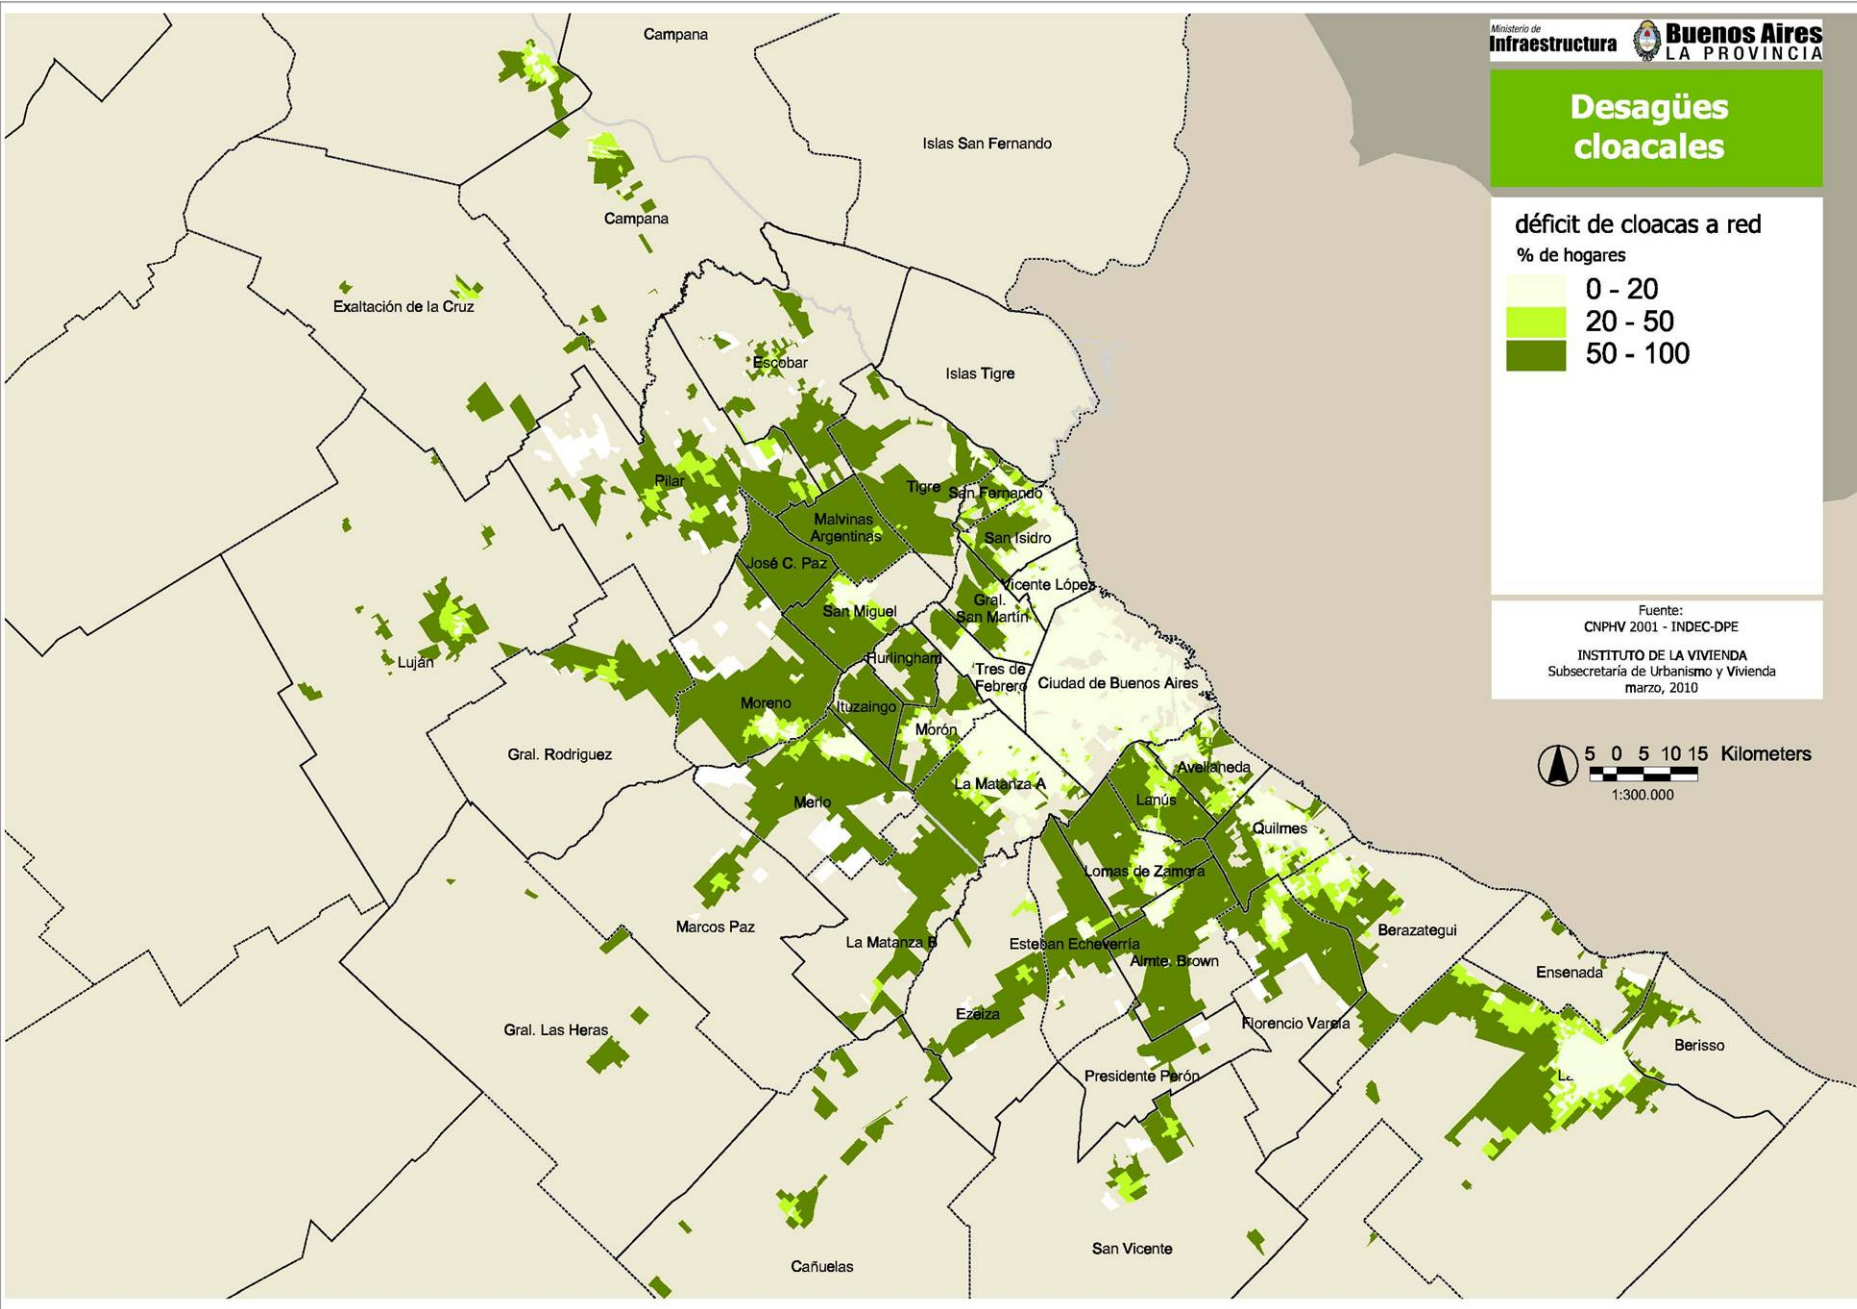 Ministerio de
Infraestructura
Buenos Aires
LA PROVINCIA
Desagües
cloacales
déficit de cloacas a red
% de hogares
0 - 20
20 - 50
50 - 100
Fuente:
CNPHV 2001 - INDEC-DPE
INSTITUTO DE LA VIVIENDA
Subsecretaría de Urbanismo y Vivienda
marzo, 2010
5 0 5 10 15 Kilometers
1:300.000
Campana
Islas San Fernando
Campana
Exaltación de la Cruz
Escobar
Islas Tigre
Pilar
Tigre
San Fernando
Malvinas
Argentinas
San Isidro
José C. Paz
Vicente López
San Miguel
Gral.
San Martín
Luján
Hurlingham
Tres de
Febrero
Ciudad de Buenos Aires
Moreno
Ituzaingo
Morón
Gral. Rodriguez
La Matanza A
Avellaneda
Merlo
Lanús
Quilmes
Lomas de Zamora
Marcos Paz
La Matanza B
Esteban Echeverría
Berazategui
Almte. Brown
Ensenada
Gral. Las Heras
Ezeiza
Florencio Varela
Berisso
La
Presidente Perón
San Vicente
Cañuelas